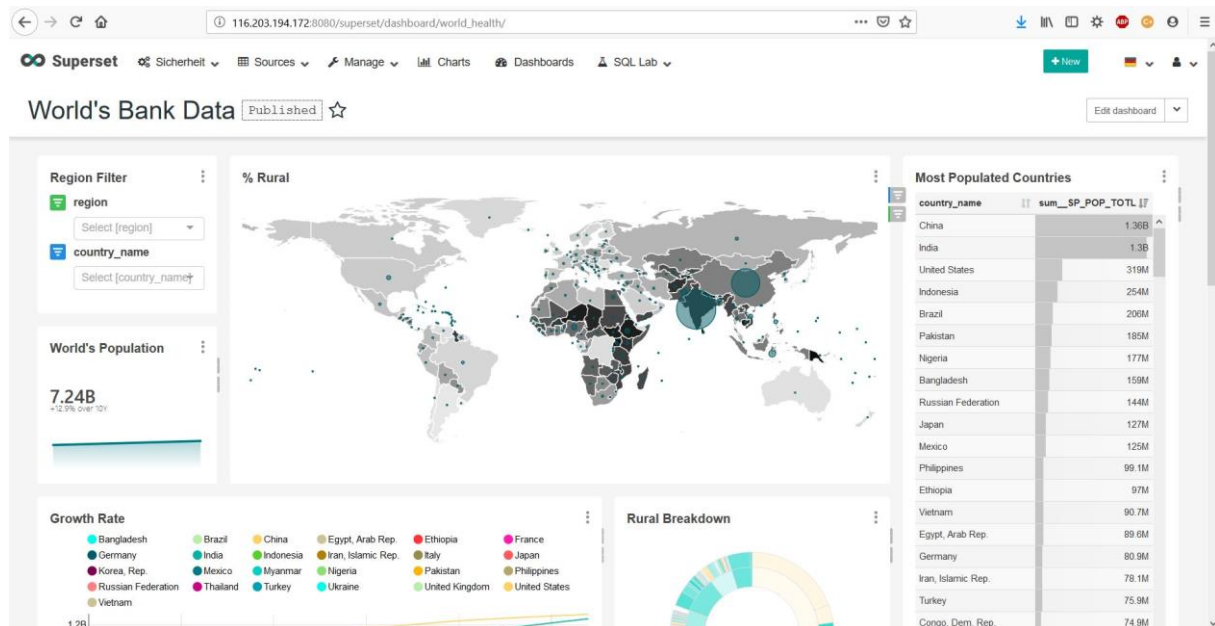 116.203.194.172:8080/superset/dashboard/world_health/
Superset Sicherheit Sources Manage Charts Dashboards SQL Lab + New
World's Bank Data Published Edit dashboard
Region Filter
region
Select [region]
country_name
Select [country_name]
World's Population
7.24B
+12.9% over 10Y
% Rural
Most Populated Countries
country_name sum__SP_POP_TOTL
China 1.36B
India 1.3B
United States 319M
Indonesia 254M
Brazil 206M
Pakistan 185M
Nigeria 177M
Bangladesh 159M
Russian Federation 144M
Japan 127M
Mexico 125M
Philippines 99.1M
Ethiopia 97M
Vietnam 90.7M
Egypt, Arab Rep. 89.6M
Germany 80.9M
Iran, Islamic Rep. 78.1M
Turkey 75.9M
Congo, Dem. Rep. 74.9M
Growth Rate
Bangladesh Brazil China Egypt, Arab Rep. Ethiopia France
Germany India Indonesia Iran, Islamic Rep. Italy Japan
Korea, Rep. Mexico Myanmar Nigeria Pakistan Philippines
Russian Federation Thailand Turkey Ukraine United Kingdom United States
Vietnam
1.2B
Rural Breakdown